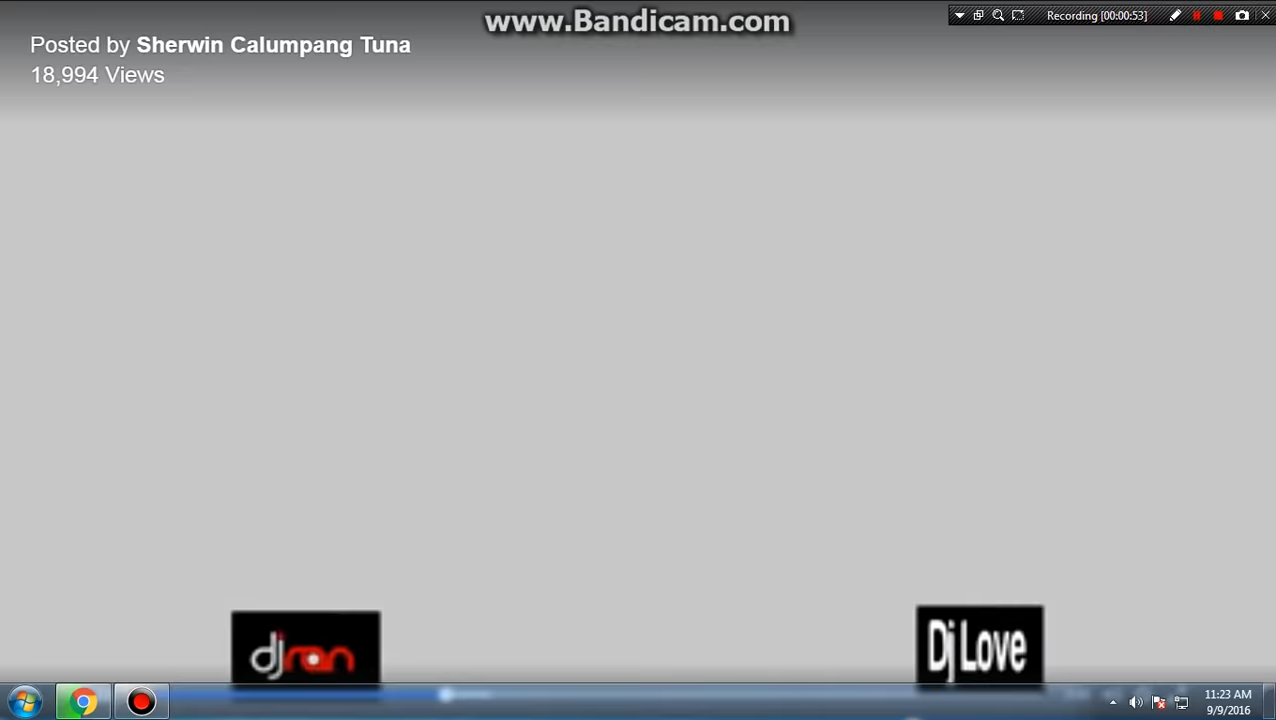 www.Bandicam.com
Recording [00:00:53]
Posted by Sherwin Calumpang Tuna
18,994 Views
djron
Dj Love
11:23 AM
9/9/2016